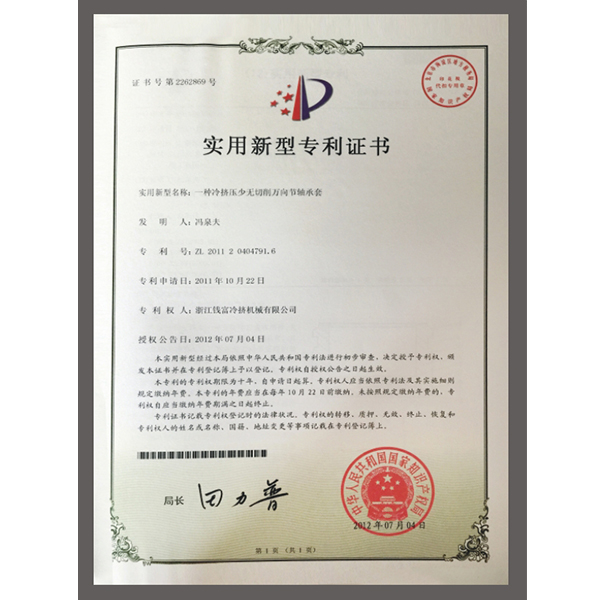 证书号第2262869号
实用新型专利证书
实用新型名称：一种冷挤压少无切削万向节轴承套
发明人：冯泉夫
专利号：ZL 2011 2 0404791.6
专利申请日：2011年10月22日
专利权人：浙江钱富冷挤机械有限公司
授权公告日：2012年07月04日
本实用新型经过本局依照中华人民共和国专利法进行初步审查，决定授予专利权，颁
发本证书并在专利登记簿上予以登记。专利权自授权公告之日起生效。
本专利的专利权期限为十年，自申请日起算。专利权人应当依照专利法及其实施细则
规定缴纳年费。本专利的年费应当在每年10月22日前缴纳。未按照规定缴纳年费的，专利
权自应当缴纳年费期满之日起终止。
专利证书记载专利权登记时的法律状况。专利权的转移、质押、无效、终止、恢复和
专利权人的姓名或名称、国籍、地址变更等事项记载在专利登记簿上。
局长
田力普
中华人民共和国国家知识产权局
2012年07月04日
第1页（共1页）